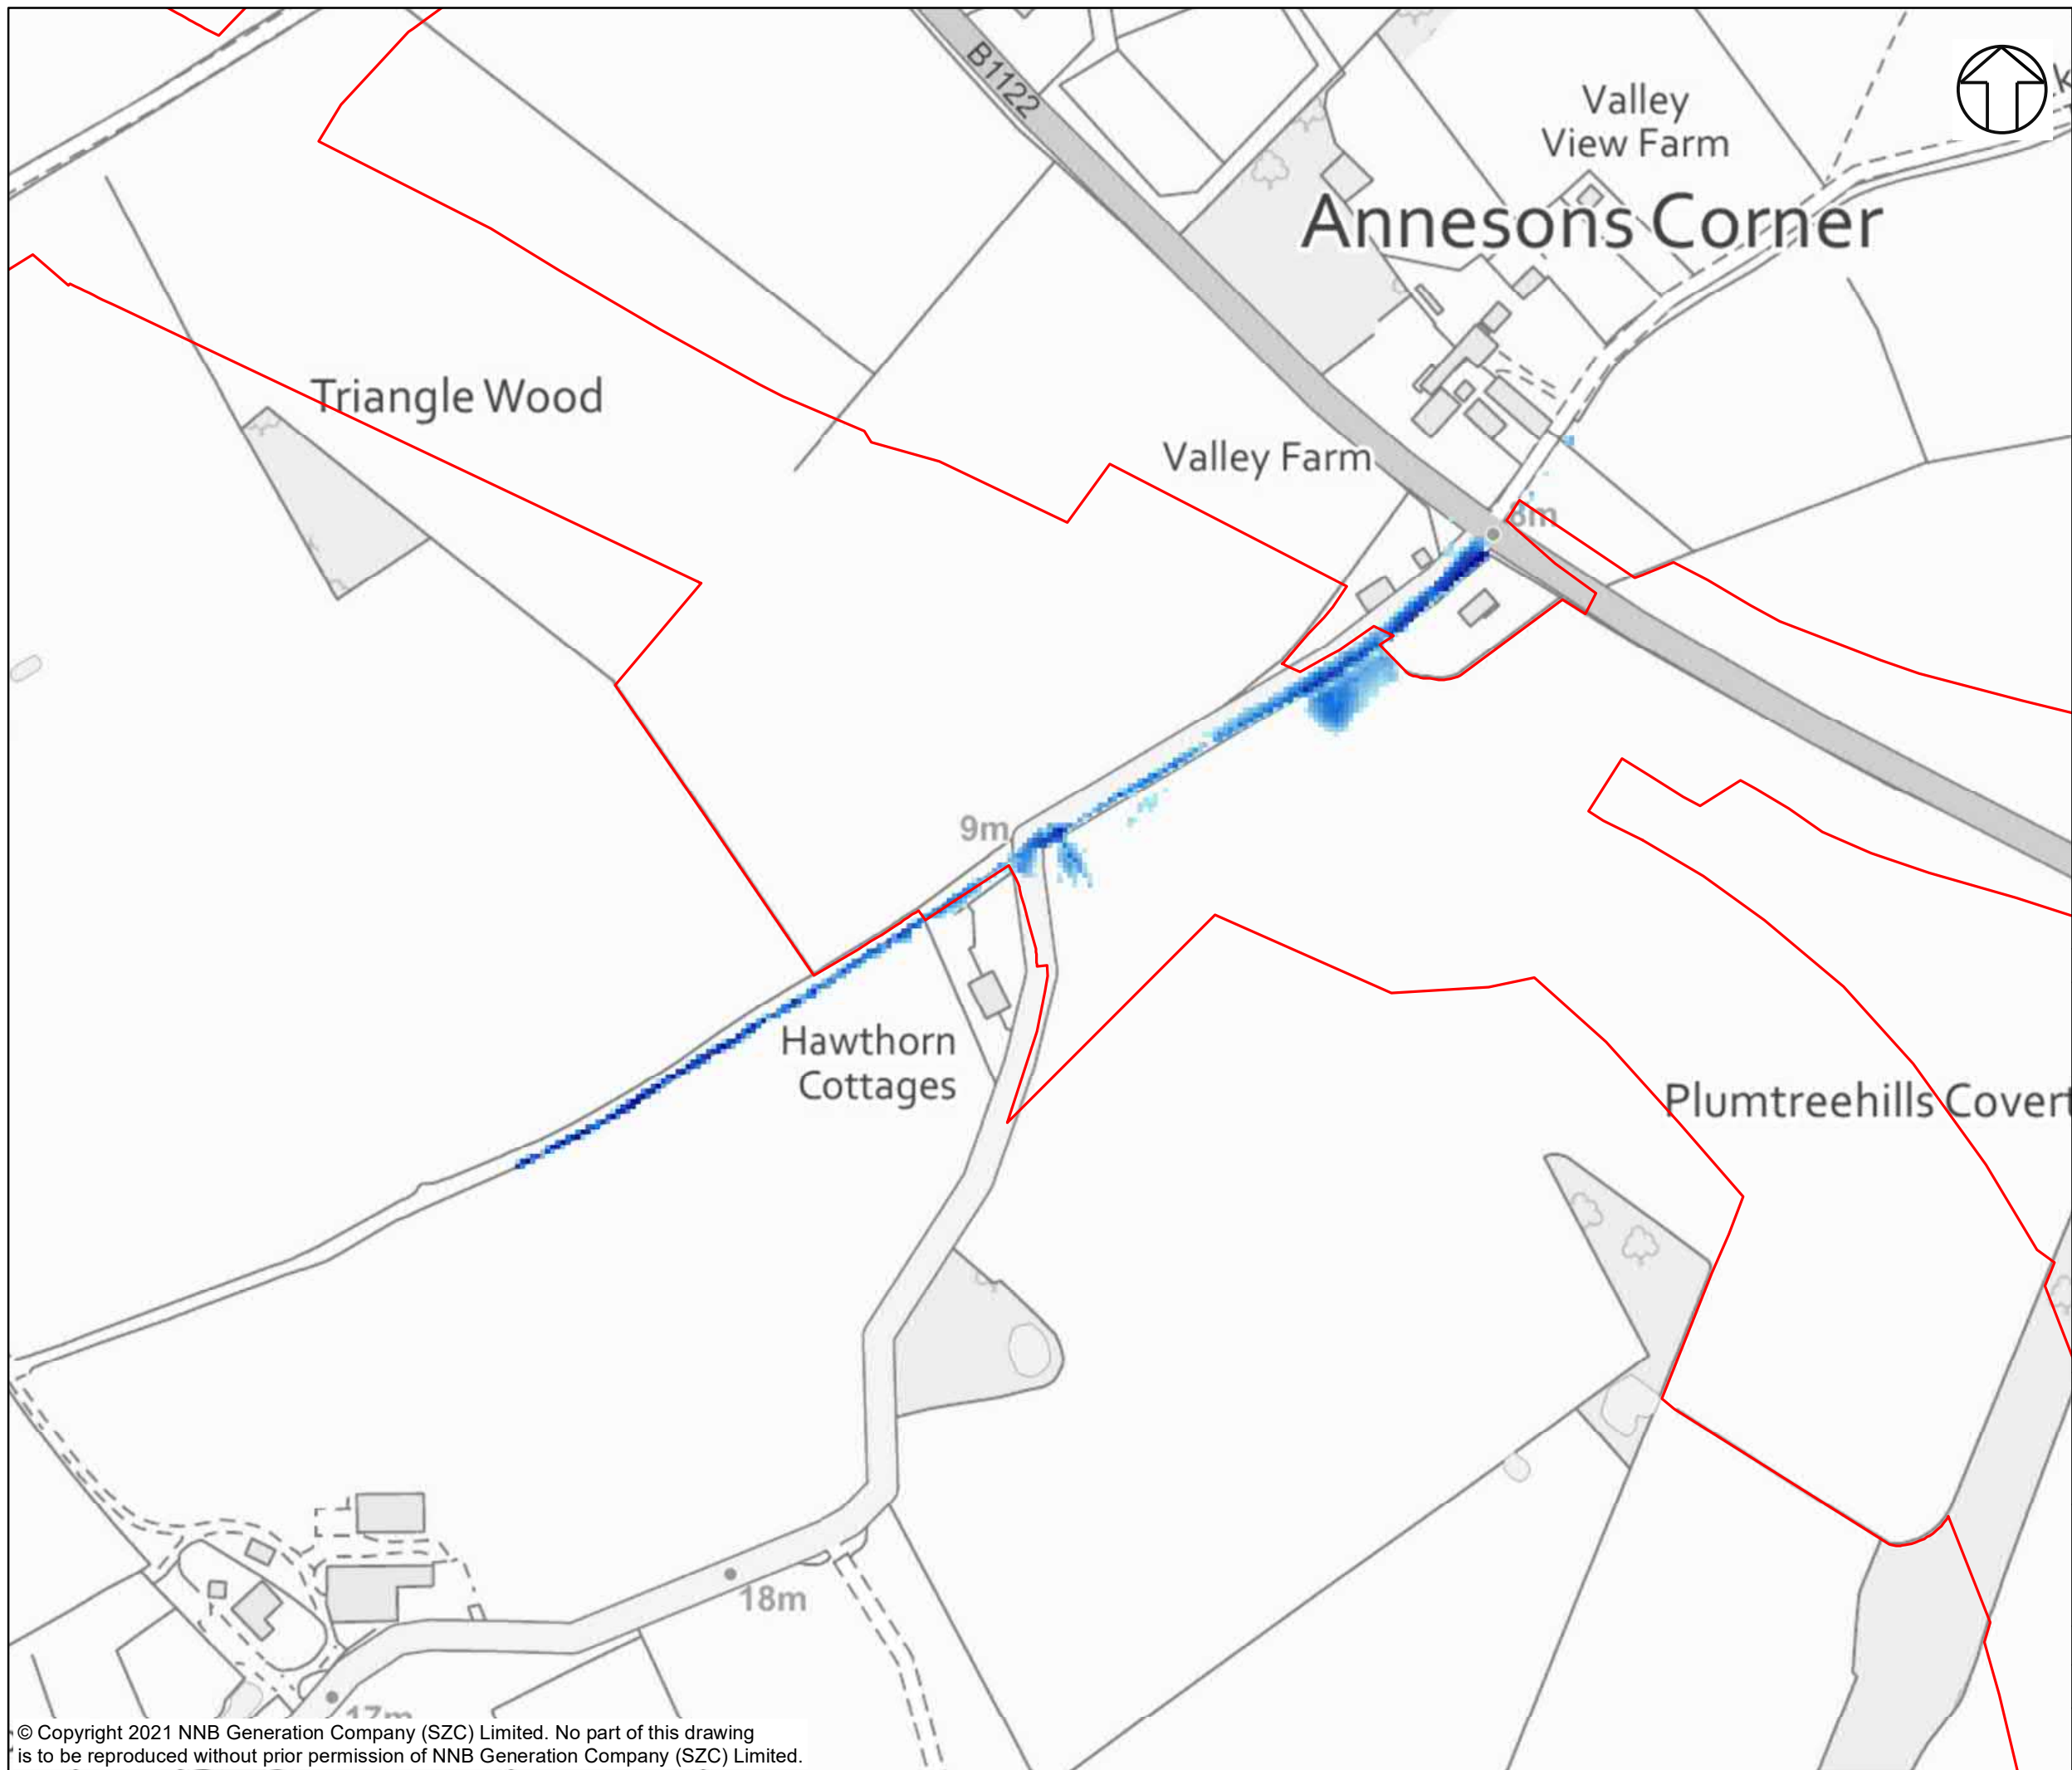 B1122
Valley
View Farm
Annesons Corner
Triangle Wood
Valley Farm
8m
9m
Hawthorn
Cottages
Plumtreehills Covert
18m
17m
© Copyright 2021 NNB Generation Company (SZC) Limited. No part of this drawing
is to be reproduced without prior permission of NNB Generation Company (SZC) Limited.